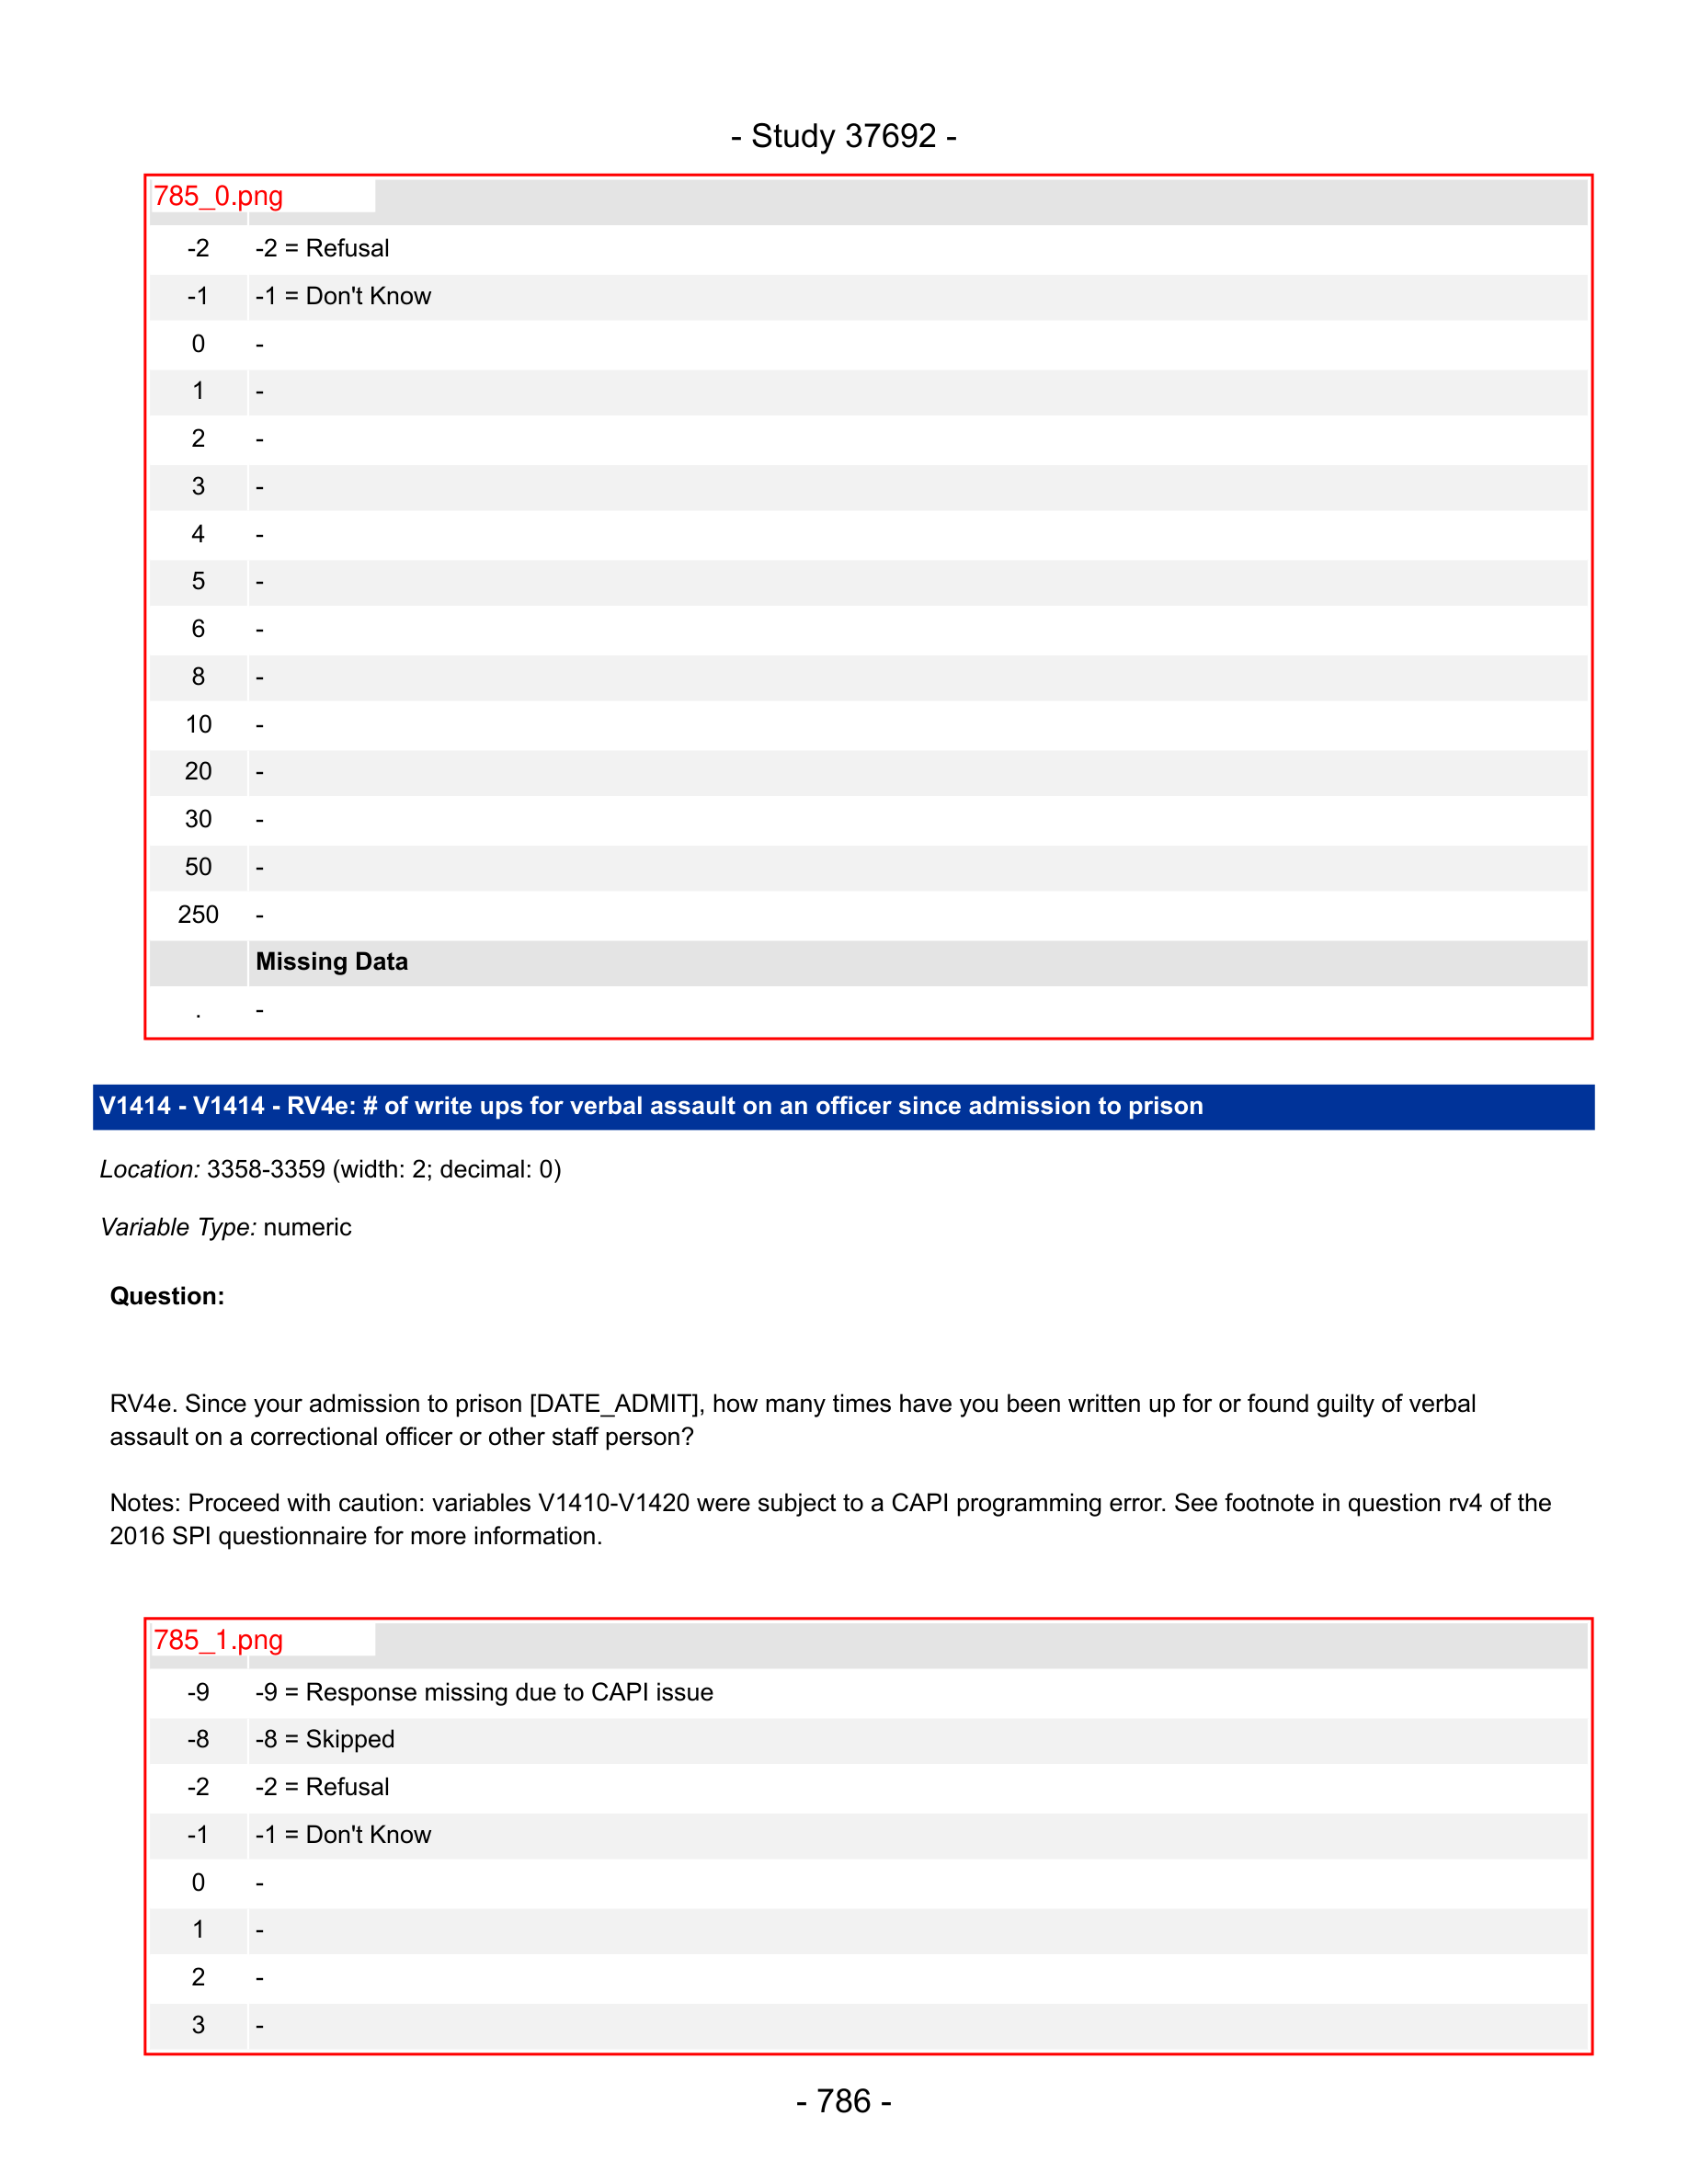 - Study 37692 -
785_0.png
-2 -2 = Refusal
-1 -1 = Don't Know
0 -
1 -
2 -
3 -
4 -
5 -
6 -
8 -
10 -
20 -
30 -
50 -
250 -
Missing Data
. -
V1414 - V1414 - RV4e: # of write ups for verbal assault on an officer since admission to prison
Location: 3358-3359 (width: 2; decimal: 0)
Variable Type: numeric
Question:
RV4e. Since your admission to prison [DATE_ADMIT], how many times have you been written up for or found guilty of verbal
assault on a correctional officer or other staff person?
Notes: Proceed with caution: variables V1410-V1420 were subject to a CAPI programming error. See footnote in question rv4 of the
2016 SPI questionnaire for more information.
785_1.png
-9 -9 = Response missing due to CAPI issue
-8 -8 = Skipped
-2 -2 = Refusal
-1 -1 = Don't Know
0 -
1 -
2 -
3 -
- 786 -